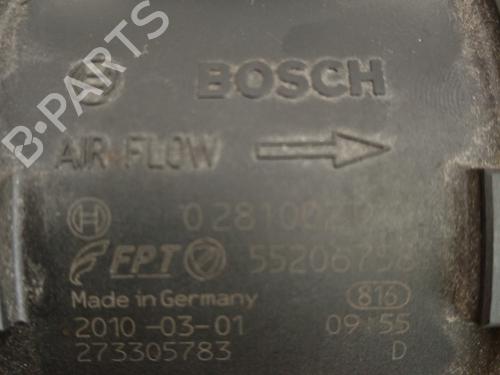 B-PARTS
BOSCH
AIR FLOW
FPT
Made in Germany
816
2010-03-01
09:55
273305783
D